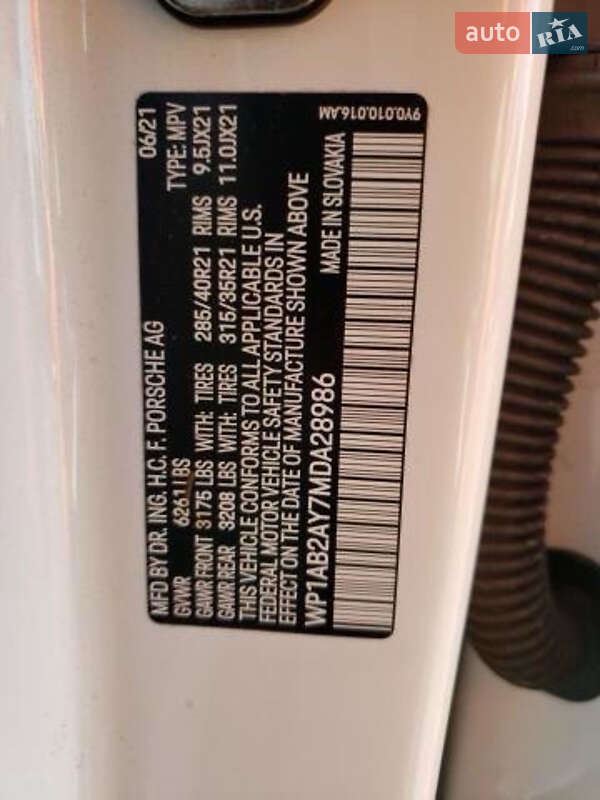 auto RIA.com
MFD BY DR. ING. H.C. F. PORSCHE AG 06/21
GVWR 6261 LBS TYPE: MPV
GAWR FRONT 3175 LBS WITH: TIRES 285/40R21 RIMS 9.5JX21
GAWR REAR 3208 LBS WITH: TIRES 315/35R21 RIMS 11.0JX21
THIS VEHICLE CONFORMS TO ALL APPLICABLE U.S.
FEDERAL MOTOR VEHICLE SAFETY STANDARDS IN
EFFECT ON THE DATE OF MANUFACTURE SHOWN ABOVE
WP1AB2AY7MDA28986 MADE IN SLOVAKIA
9Y0.010.016.AM